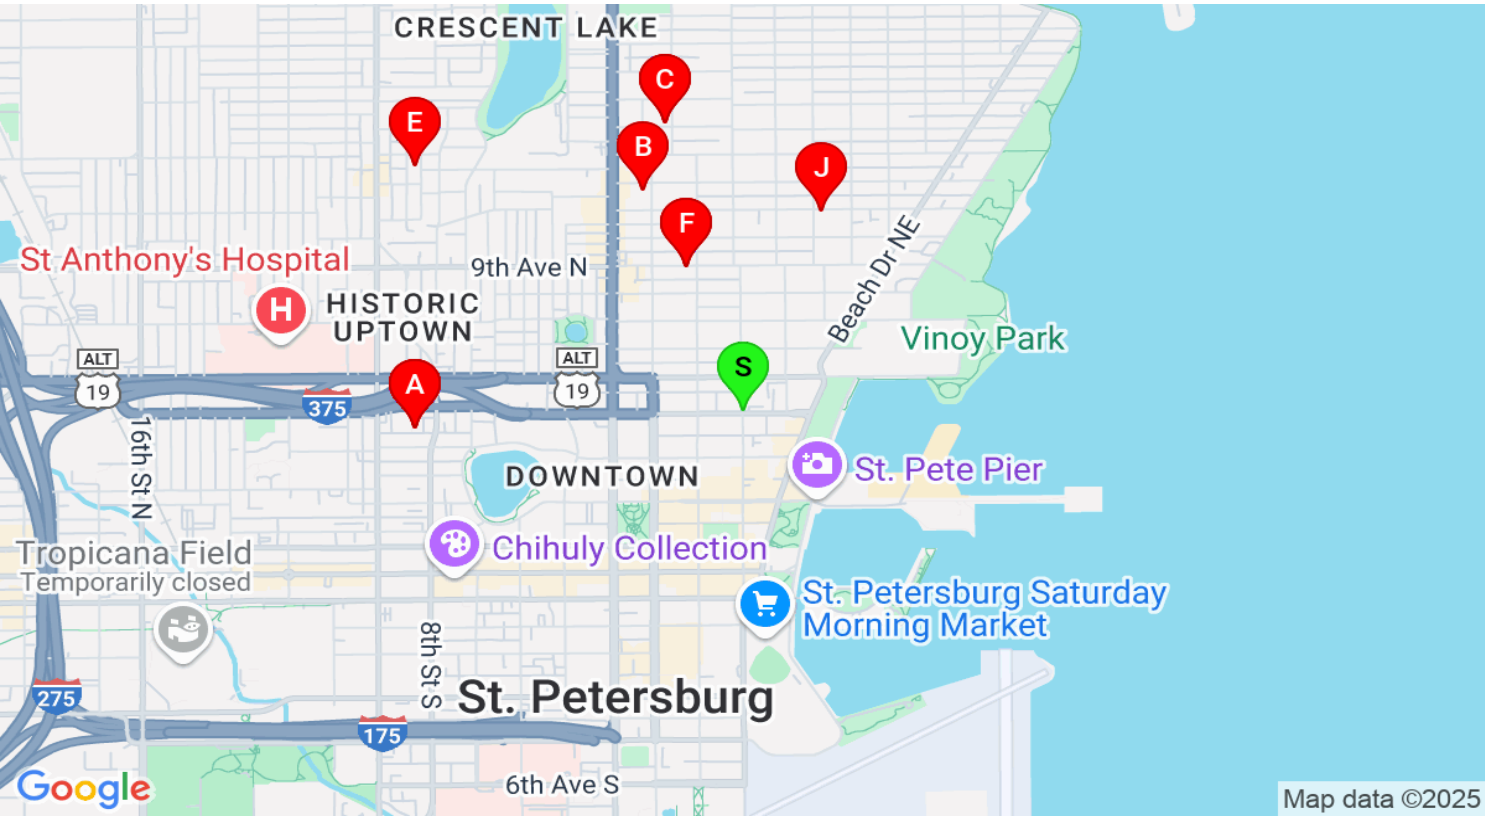 CRESCENT LAKE
C
E
B
J
F
St Anthony's Hospital
9th Ave N
H
HISTORIC
UPTOWN
Beach Dr NE
Vinoy Park
ALT
19
ALT
19
S
A
375
16th St N
DOWNTOWN
St. Pete Pier
Chihuly Collection
Tropicana Field
Temporarily closed
St. Petersburg Saturday
Morning Market
8th St S
275
St. Petersburg
175
6th Ave S
Google
Map data ©2025